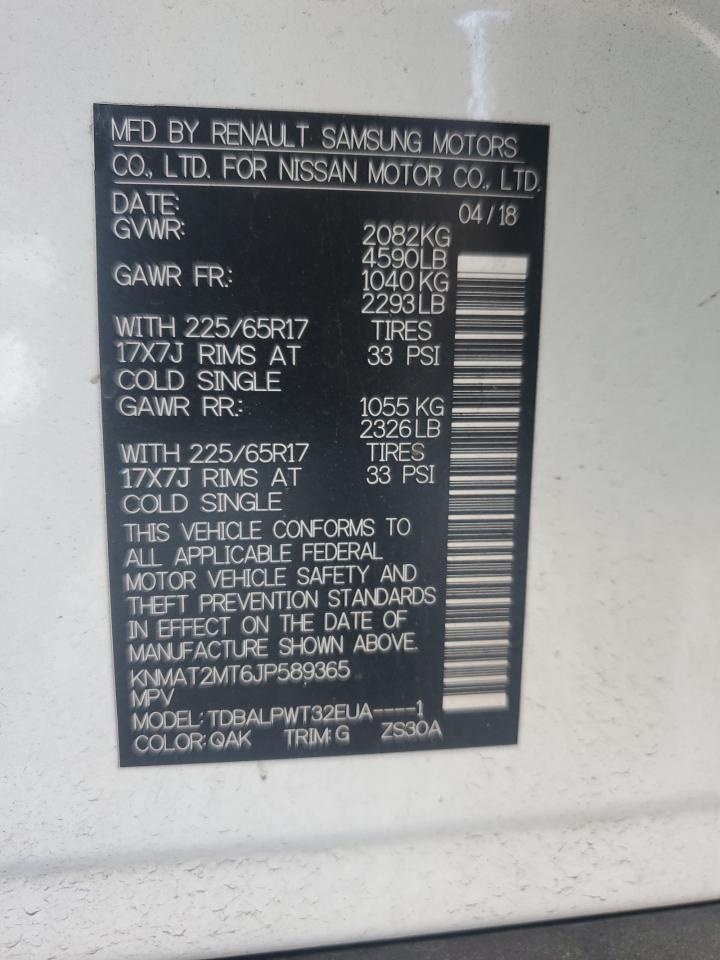 MFD BY RENAULT SAMSUNG MOTORS
CO., LTD. FOR NISSAN MOTOR CO., LTD.
DATE: 04/18
GVWR: 2082KG
4590LB
GAWR FR.: 1040 KG
2293LB
WITH 225/65R17 TIRES
17X7J RIMS AT 33 PSI
COLD SINGLE
GAWR RR.: 1055 KG
2326LB
WITH 225/65R17 TIRES
17X7J RIMS AT 33 PSI
COLD SINGLE
THIS VEHICLE CONFORMS TO
ALL APPLICABLE FEDERAL
MOTOR VEHICLE SAFETY AND
THEFT PREVENTION STANDARDS
IN EFFECT ON THE DATE OF
MANUFACTURE SHOWN ABOVE.
KNMAT2MT6JP589365
MPV
MODEL: TDBALPWT32EUA----1
COLOR: QAK TRIM: G ZS30A